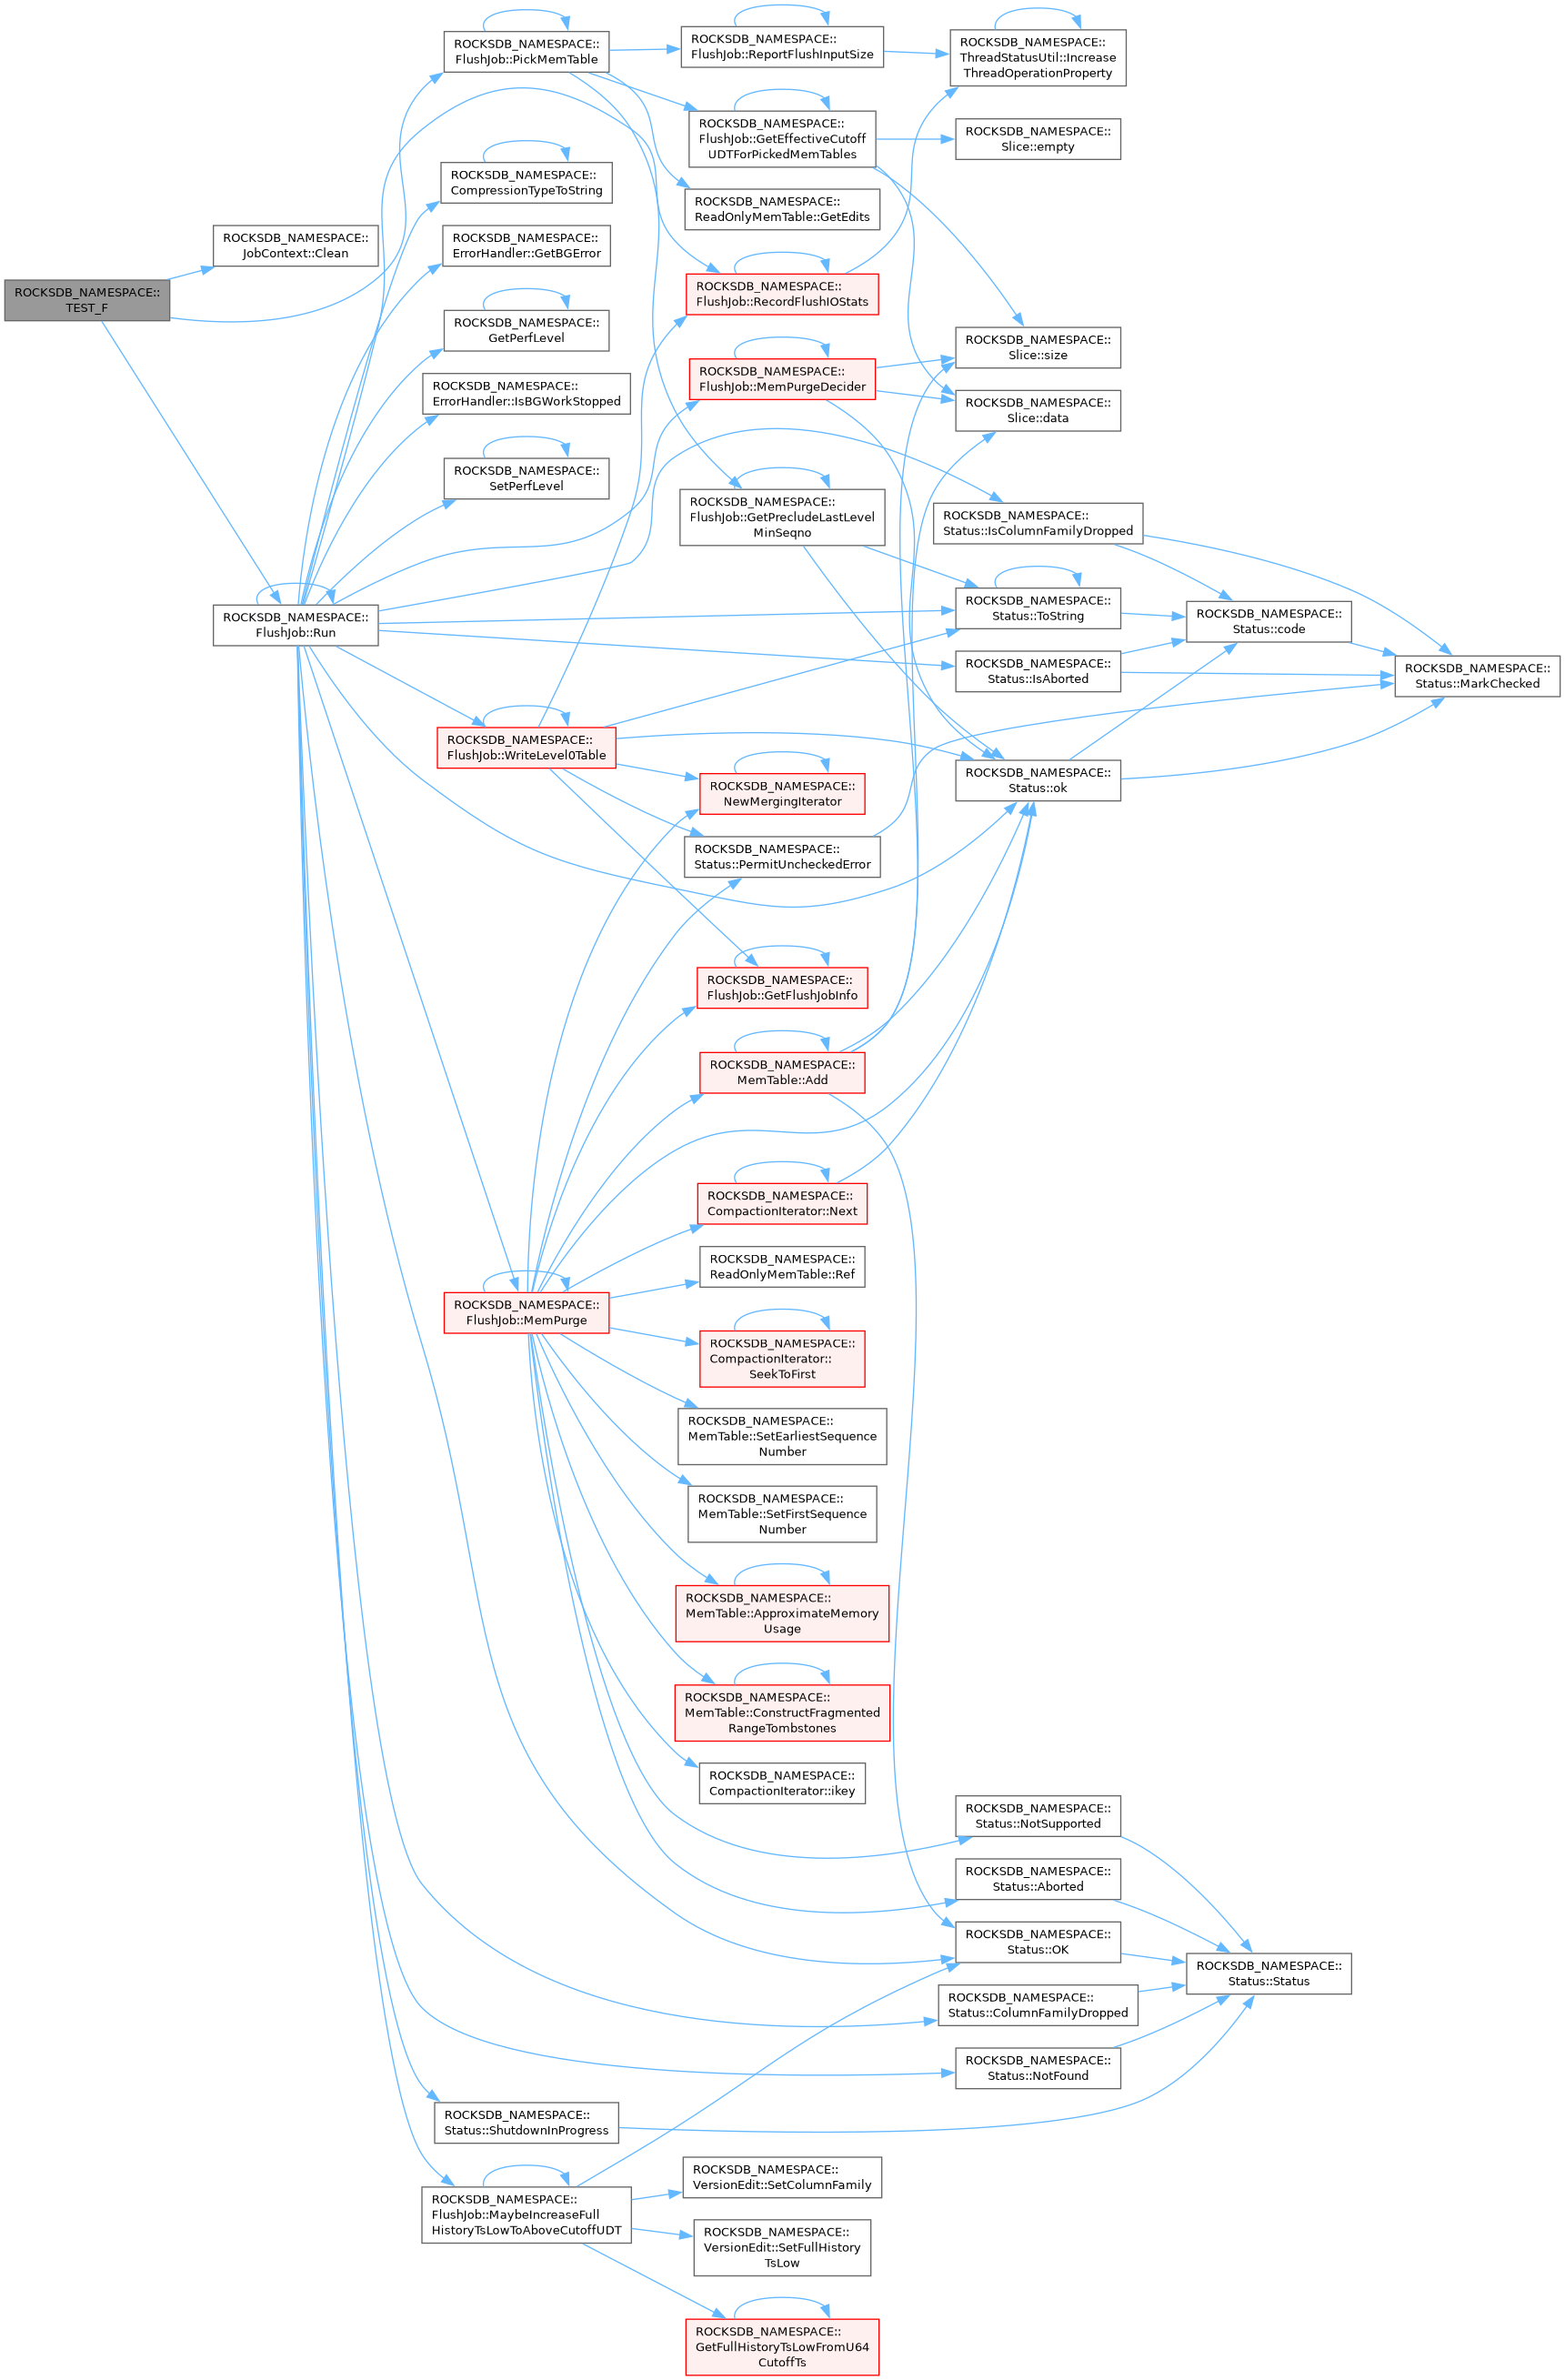 ROCKSDB_NAMESPACE::
TEST_F
ROCKSDB_NAMESPACE::
JobContext::Clean
ROCKSDB_NAMESPACE::
FlushJob::Run
ROCKSDB_NAMESPACE::
FlushJob::PickMemTable
ROCKSDB_NAMESPACE::
CompressionTypeToString
ROCKSDB_NAMESPACE::
ErrorHandler::GetBGError
ROCKSDB_NAMESPACE::
GetPerfLevel
ROCKSDB_NAMESPACE::
ErrorHandler::IsBGWorkStopped
ROCKSDB_NAMESPACE::
SetPerfLevel
ROCKSDB_NAMESPACE::
FlushJob::WriteLevel0Table
ROCKSDB_NAMESPACE::
FlushJob::MemPurge
ROCKSDB_NAMESPACE::
Status::ShutdownInProgress
ROCKSDB_NAMESPACE::
FlushJob::MaybeIncreaseFull
HistoryTsLowToAboveCutoffUDT
ROCKSDB_NAMESPACE::
FlushJob::ReportFlushInputSize
ROCKSDB_NAMESPACE::
FlushJob::GetEffectiveCutoff
UDTForPickedMemTables
ROCKSDB_NAMESPACE::
ReadOnlyMemTable::GetEdits
ROCKSDB_NAMESPACE::
FlushJob::RecordFlushIOStats
ROCKSDB_NAMESPACE::
FlushJob::MemPurgeDecider
ROCKSDB_NAMESPACE::
FlushJob::GetPrecludeLastLevel
MinSeqno
ROCKSDB_NAMESPACE::
NewMergingIterator
ROCKSDB_NAMESPACE::
Status::PermitUncheckedError
ROCKSDB_NAMESPACE::
FlushJob::GetFlushJobInfo
ROCKSDB_NAMESPACE::
MemTable::Add
ROCKSDB_NAMESPACE::
CompactionIterator::Next
ROCKSDB_NAMESPACE::
ReadOnlyMemTable::Ref
ROCKSDB_NAMESPACE::
CompactionIterator::
SeekToFirst
ROCKSDB_NAMESPACE::
MemTable::SetEarliestSequence
Number
ROCKSDB_NAMESPACE::
MemTable::SetFirstSequence
Number
ROCKSDB_NAMESPACE::
MemTable::ApproximateMemory
Usage
ROCKSDB_NAMESPACE::
MemTable::ConstructFragmented
RangeTombstones
ROCKSDB_NAMESPACE::
CompactionIterator::ikey
ROCKSDB_NAMESPACE::
VersionEdit::SetColumnFamily
ROCKSDB_NAMESPACE::
VersionEdit::SetFullHistory
TsLow
ROCKSDB_NAMESPACE::
GetFullHistoryTsLowFromU64
CutoffTs
ROCKSDB_NAMESPACE::
ThreadStatusUtil::Increase
ThreadOperationProperty
ROCKSDB_NAMESPACE::
Slice::empty
ROCKSDB_NAMESPACE::
Slice::size
ROCKSDB_NAMESPACE::
Slice::data
ROCKSDB_NAMESPACE::
Status::IsColumnFamilyDropped
ROCKSDB_NAMESPACE::
Status::ToString
ROCKSDB_NAMESPACE::
Status::IsAborted
ROCKSDB_NAMESPACE::
Status::ok
ROCKSDB_NAMESPACE::
Status::NotSupported
ROCKSDB_NAMESPACE::
Status::Aborted
ROCKSDB_NAMESPACE::
Status::OK
ROCKSDB_NAMESPACE::
Status::ColumnFamilyDropped
ROCKSDB_NAMESPACE::
Status::NotFound
ROCKSDB_NAMESPACE::
Status::code
ROCKSDB_NAMESPACE::
Status::MarkChecked
ROCKSDB_NAMESPACE::
Status::Status